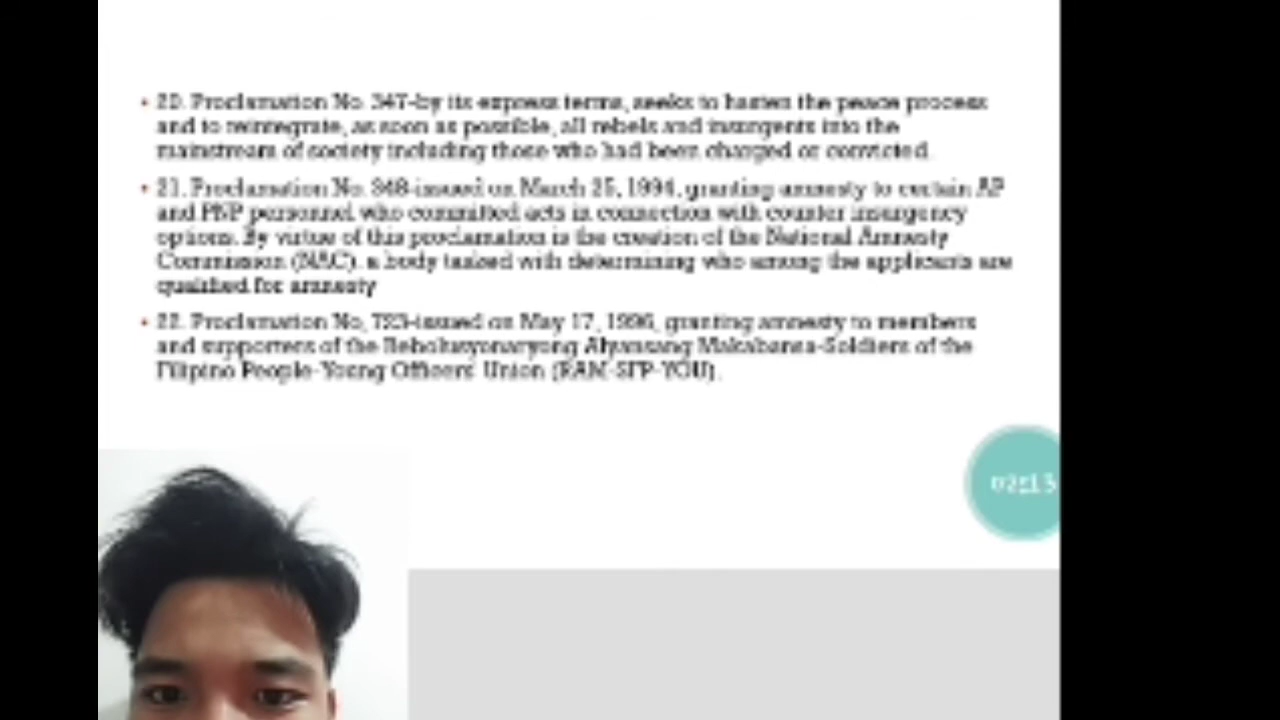 • 20. Proclamation No. 347-by its express terms, seeks to hasten the peace process
and to reintegrate, as soon as possible, all rebels and insurgents into the
mainstream of society including those who had been charged or convicted.
• 21. Proclamation No. 348-issued on March 25, 1994, granting amnesty to certain AP
and PNP personnel who committed acts in connection with counter insurgency
options. By virtue of this proclamation is the creation of the National Amnesty
Commission (NAC). a body tasked with determining who among the applicants are
qualified for amnesty
• 22. Proclamation No, 723-issued on May 17, 1996, granting amnesty to members
and supporters of the Alyansang Makabansa-Soldiers of the
Filipino People-Young Officers' Union (RAM-SFP-YOU).
02:13